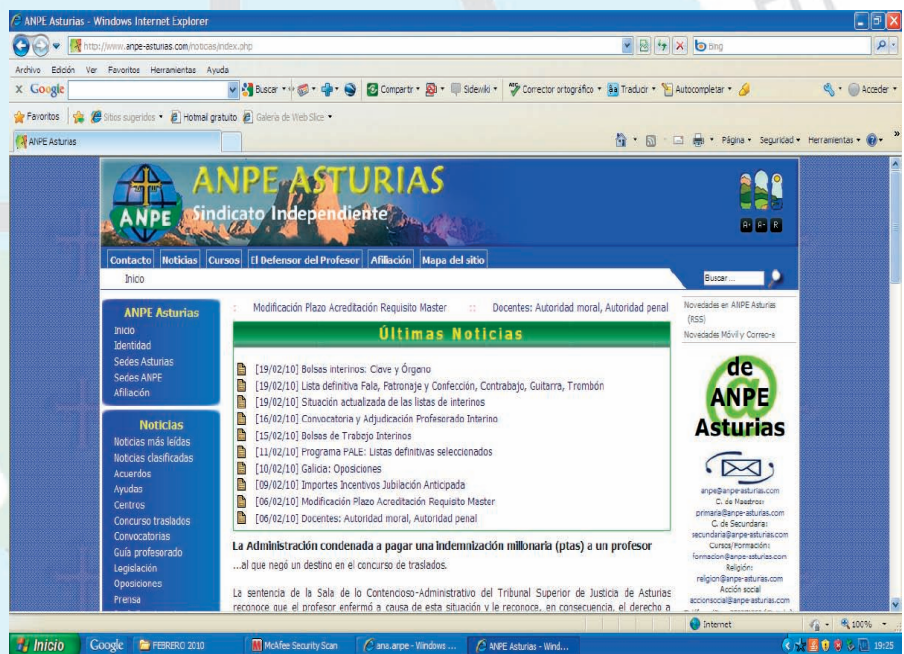 ANPE Asturias - Windows Internet Explorer
http://www.anpe-asturias.com/noticias/index.php
Bing
Archivo Edición Ver Favoritos Herramientas Ayuda
X Google
Buscar
Compartir
Sidewiki
Corrector ortográfico
Traducir
Autocompletar
Acceder
Favoritos
Sitios sugeridos
Hotmail gratuito
Galería de Web Slice
ANPE Asturias
Página
Seguridad
Herramientas
»
ANPE
ANPE ASTURIAS
Sindicato Independiente
A+ A- R
Contacto Noticias Cursos El Defensor del Profesor Afiliación Mapa del sitio
Inicio
Buscar...
ANPE Asturias
Inicio
Identidad
Sedes Asturias
Sedes ANPE
Afiliación
Noticias
Noticias más leídas
Noticias clasificadas
Acuerdos
Ayudas
Centros
Concurso traslados
Convocatorias
Guía profesorado
Legislación
Oposiciones
Prensa
: Modificación Plazo Acreditación Requisito Master :: Docentes: Autoridad moral, Autoridad penal
Últimas Noticias
[19/02/10] Bolsas interinos: Clave y Órgano
[19/02/10] Lista definitiva Fala, Patronaje y Confección, Contrabajo, Guitarra, Trombón
[19/02/10] Situación actualizada de las listas de interinos
[16/02/10] Convocatoria y Adjudicación Profesorado Interino
[15/02/10] Bolsas de Trabajo Interinos
[11/02/10] Programa PALE: Listas definitivas seleccionados
[10/02/10] Galicia: Oposiciones
[09/02/10] Importes Incentivos Jubilación Anticipada
[06/02/10] Modificación Plazo Acreditación Requisito Master
[06/02/10] Docentes: Autoridad moral, Autoridad penal
La Administración condenada a pagar una indemnización millonaria (ptas) a un profesor
...al que negó un destino en el concurso de traslados.
La sentencia de la Sala de lo Contencioso-Administrativo del Tribunal Superior de Justicia de Asturias
reconoce que el profesor enfermó a causa de esta situación y le reconoce, en consecuencia, el derecho a
Novedades en ANPE Asturias
(RSS)
Novedades Móvil y Correo-e
de
@
ANPE
Asturias
anpe@anpe-asturias.com
C. de Maestros:
primaria@anpe-asturias.com
C. de Secundaria:
secundaria@anpe-asturias.com
Cursos/Formación:
formacion@anpe-asturias.com
Religión:
religion@anpe-asturias.com
Acción social
accionsocial@anpe-asturias.com
Internet
100%
Inicio
Google
FEBRERO 2010
McAfee Security Scan
ana.anpe - Windows ...
ANPE Asturias - Wind...
19:25